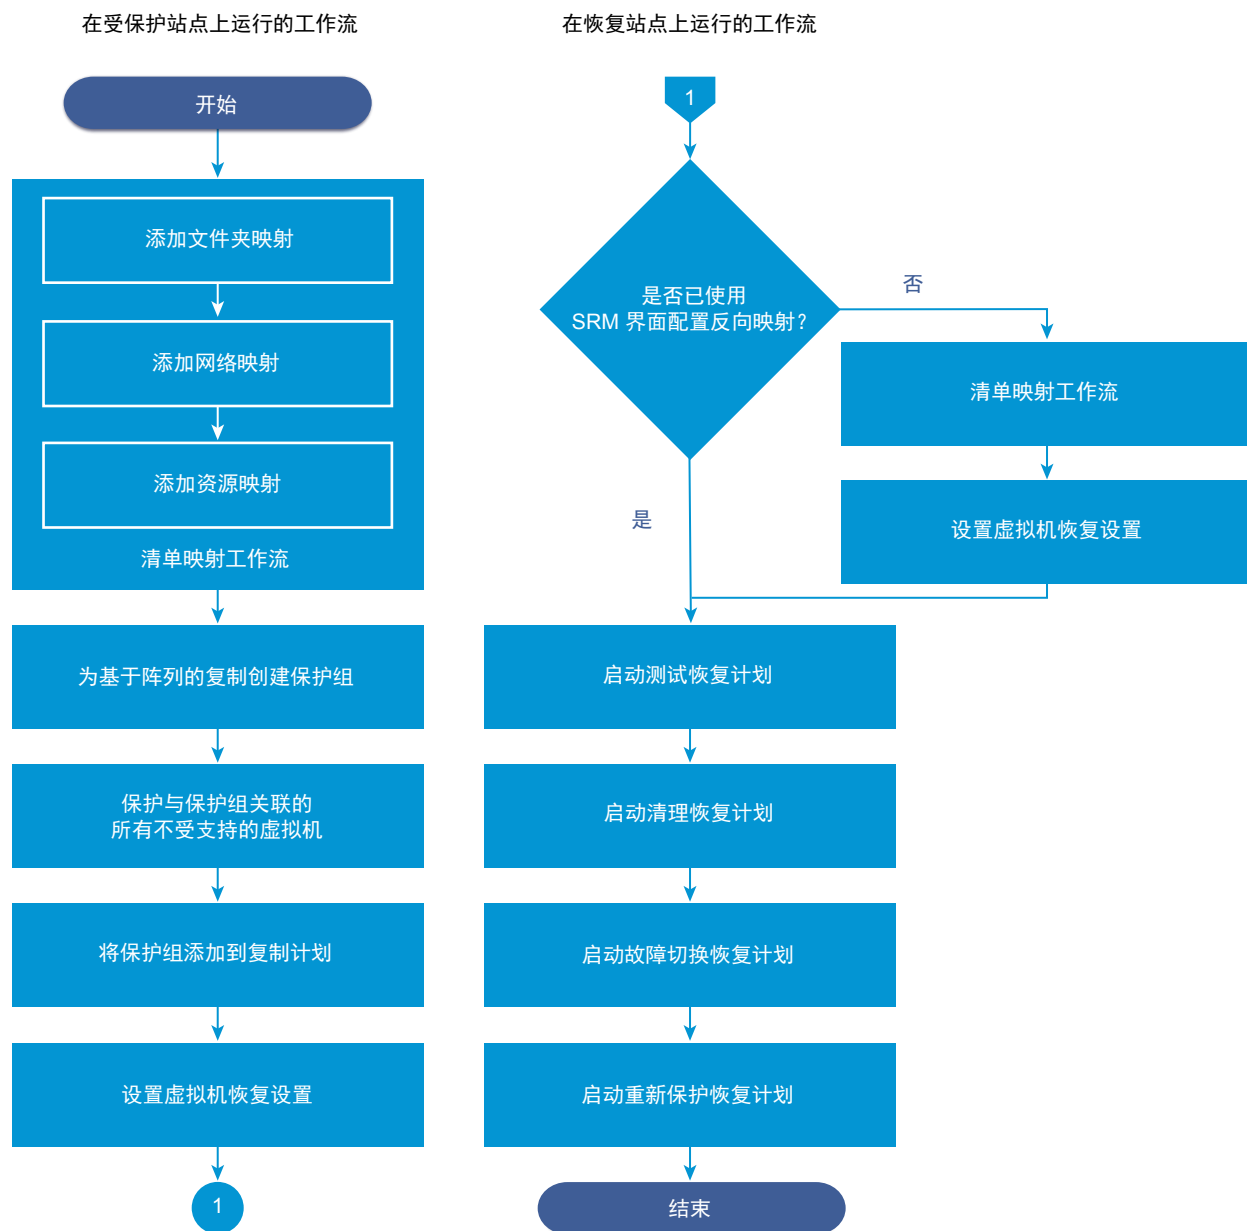 在受保护站点上运行的工作流
开始
添加文件夹映射
添加网络映射
添加资源映射
清单映射工作流
为基于阵列的复制创建保护组
保护与保护组关联的
所有不受支持的虚拟机
将保护组添加到复制计划
设置虚拟机恢复设置
1
在恢复站点上运行的工作流
1
是否已使用
SRM 界面配置反向映射?
否
清单映射工作流
设置虚拟机恢复设置
是
启动测试恢复计划
启动清理恢复计划
启动故障切换恢复计划
启动重新保护恢复计划
结束